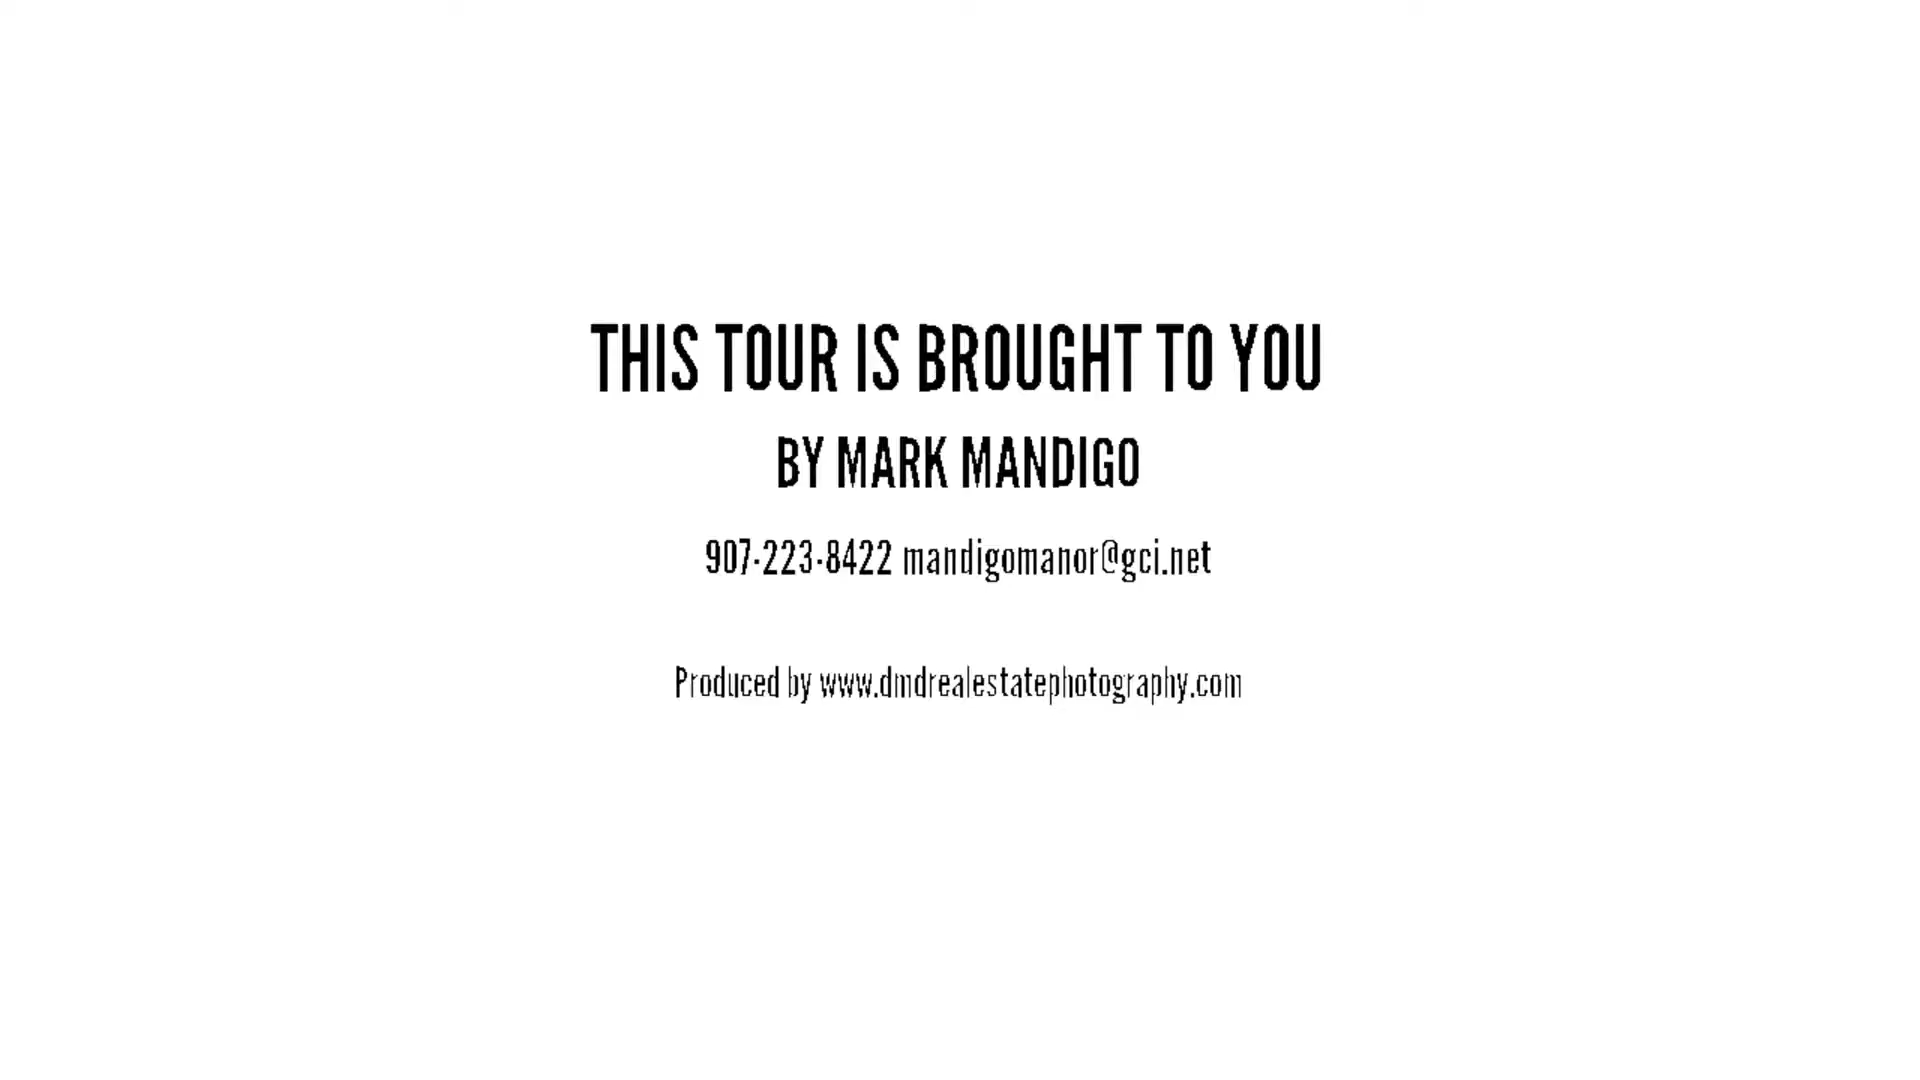 THIS TOUR IS BROUGHT TO YOU
BY MARK MANDIGO
907-223-8422 mandigomanor@gci.net
Produced by www.dmdrealestatephotography.com